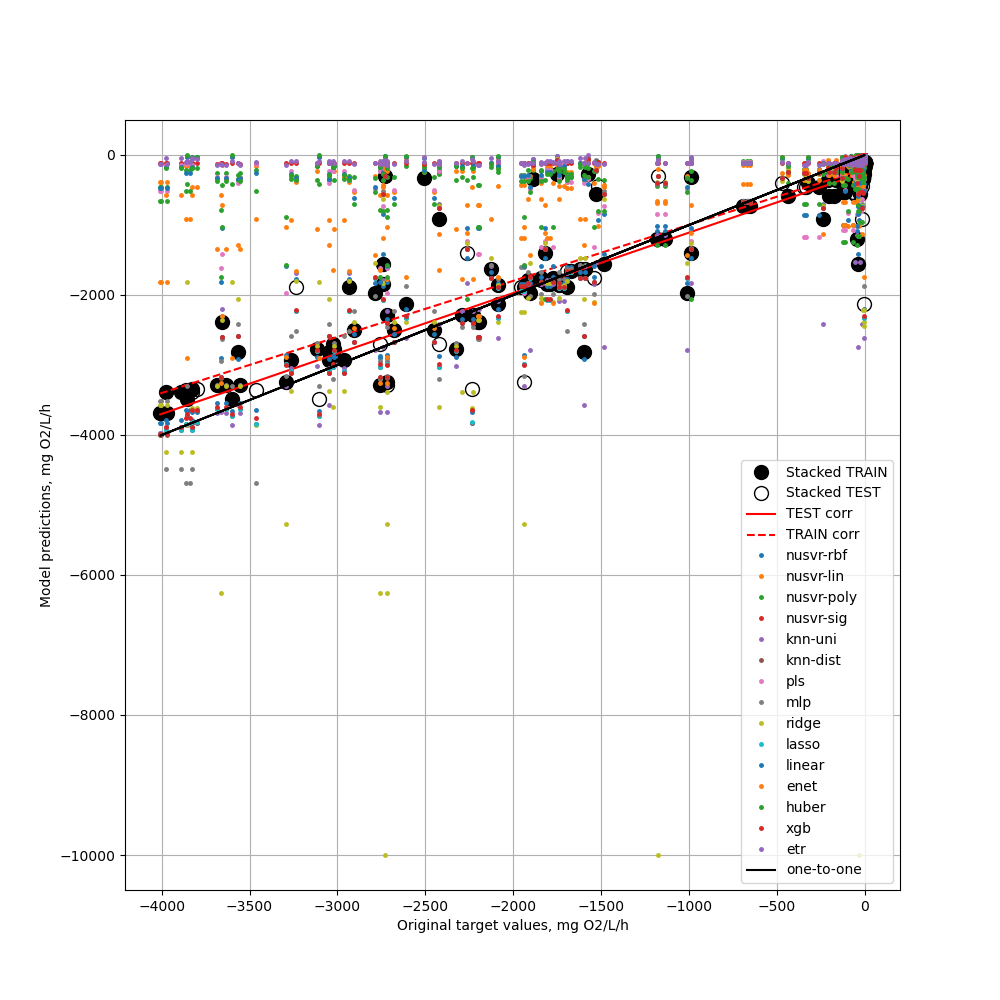 0
−2000
−4000
−6000
−8000
−10000
Model predictions, mg O2/L/h
−4000 −3500 −3000 −2500 −2000 −1500 −1000 −500 0
Original target values, mg O2/L/h
Stacked TRAIN
Stacked TEST
TEST corr
TRAIN corr
nusvr-rbf
nusvr-lin
nusvr-poly
nusvr-sig
knn-uni
knn-dist
pls
mlp
ridge
lasso
linear
enet
huber
xgb
etr
one-to-one